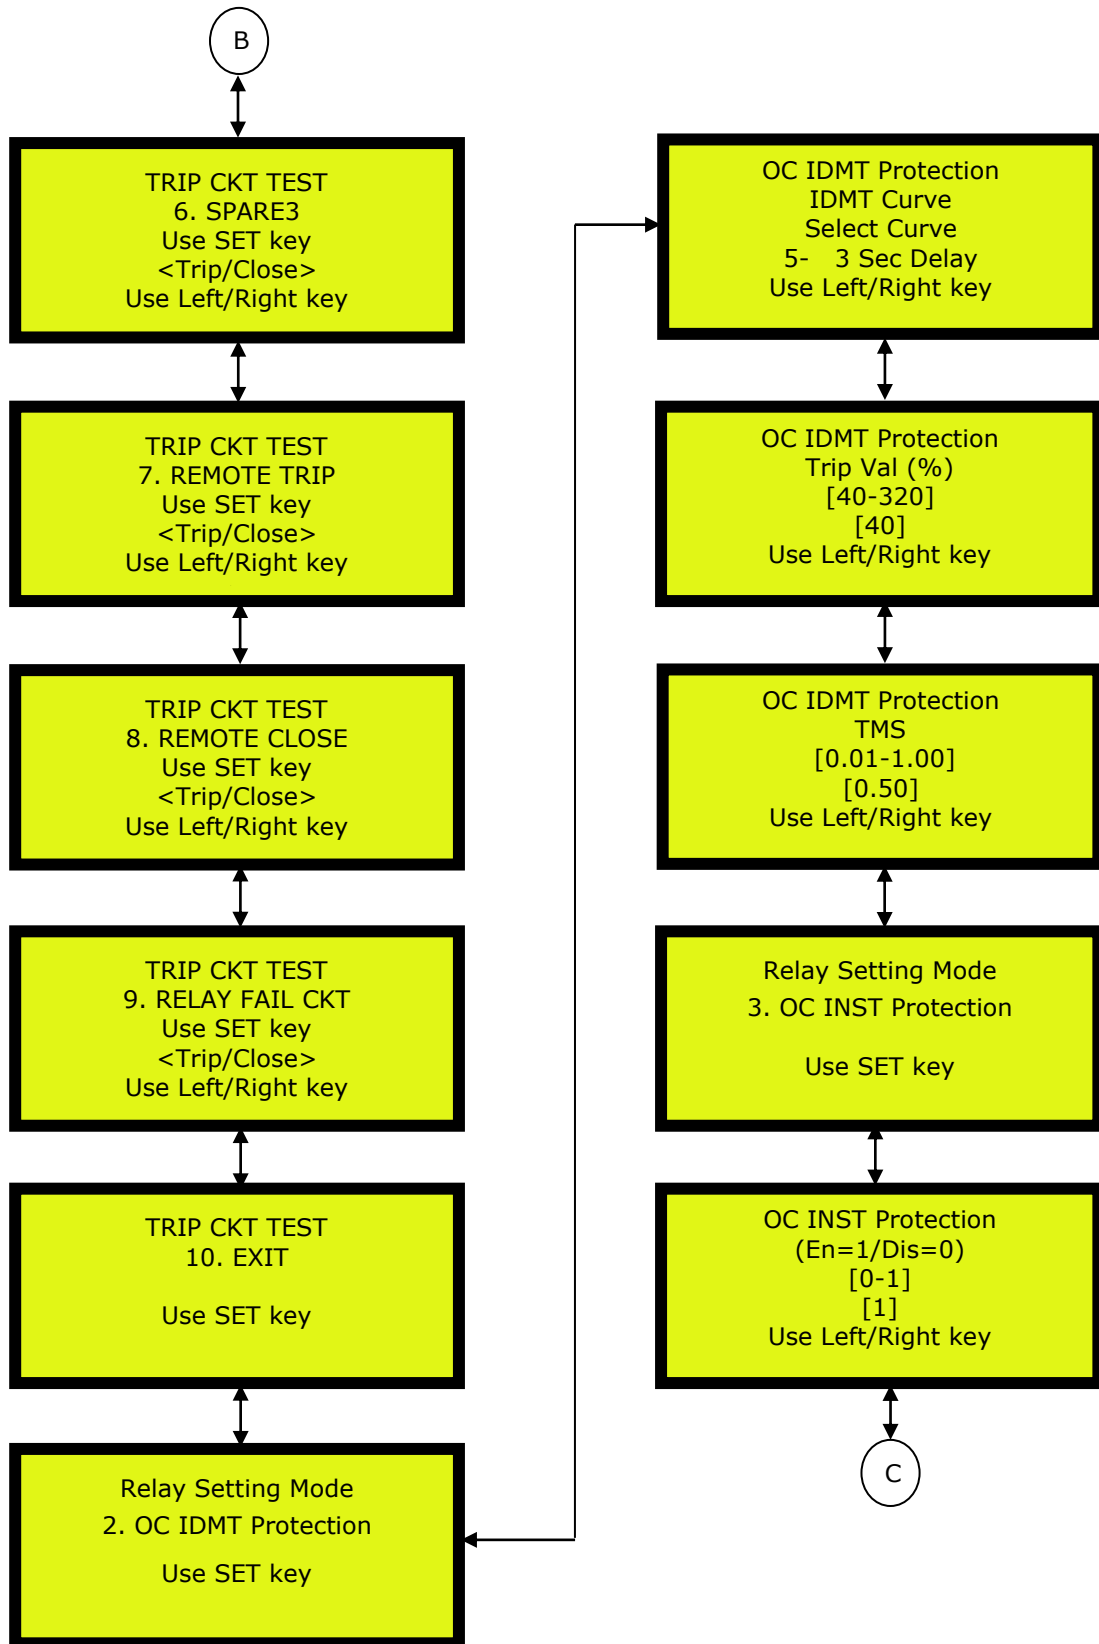 B
TRIP CKT TEST
6. SPARE3
Use SET key
<Trip/Close>
Use Left/Right key
TRIP CKT TEST
7. REMOTE TRIP
Use SET key
<Trip/Close>
Use Left/Right key
TRIP CKT TEST
8. REMOTE CLOSE
Use SET key
<Trip/Close>
Use Left/Right key
TRIP CKT TEST
9. RELAY FAIL CKT
Use SET key
<Trip/Close>
Use Left/Right key
TRIP CKT TEST
10. EXIT
Use SET key
Relay Setting Mode
2. OC IDMT Protection
Use SET key
OC IDMT Protection
IDMT Curve
Select Curve
5- 3 Sec Delay
Use Left/Right key
OC IDMT Protection
Trip Val (%)
[40-320]
[40]
Use Left/Right key
OC IDMT Protection
TMS
[0.01-1.00]
[0.50]
Use Left/Right key
Relay Setting Mode
3. OC INST Protection
Use SET key
OC INST Protection
(En=1/Dis=0)
[0-1]
[1]
Use Left/Right key
C